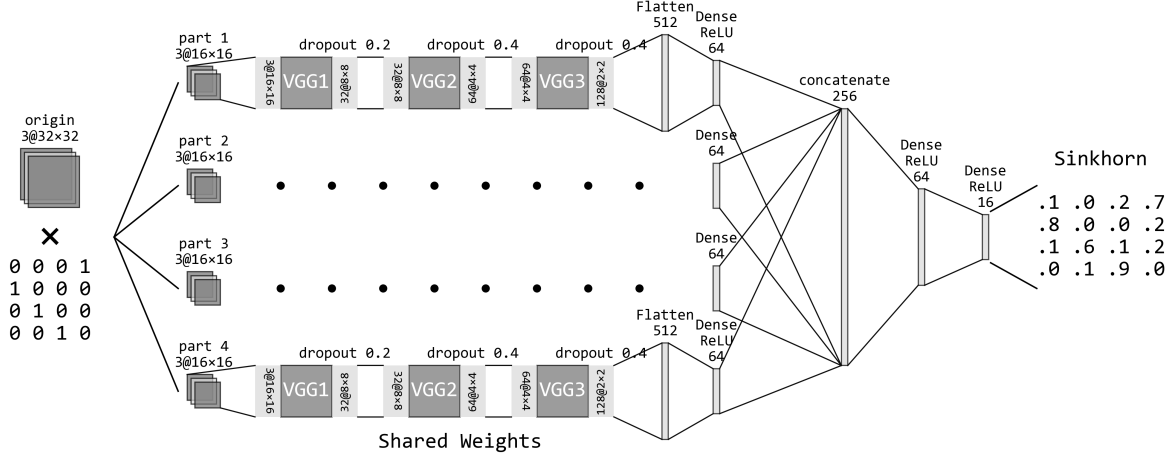 origin
3@32×32
×
0 0 0 1
1 0 0 0
0 1 0 0
0 0 1 0
part 1
3@16×16
dropout 0.2
dropout 0.4
dropout 0.4
3@16×16
VGG1
32@8×8
32@8×8
VGG2
64@4×4
64@4×4
VGG3
128@2×2
Flatten
512
Dense
ReLU
64
part 2
3@16×16
Dense
64
part 3
3@16×16
Dense
64
part 4
3@16×16
dropout 0.2
dropout 0.4
dropout 0.4
3@16×16
VGG1
32@8×8
32@8×8
VGG2
64@4×4
64@4×4
VGG3
128@2×2
Flatten
512
Dense
ReLU
64
Shared Weights
concatenate
256
Dense
ReLU
64
Dense
ReLU
16
Sinkhorn
.1 .0 .2 .7
.8 .0 .0 .2
.1 .6 .1 .2
.0 .1 .9 .0